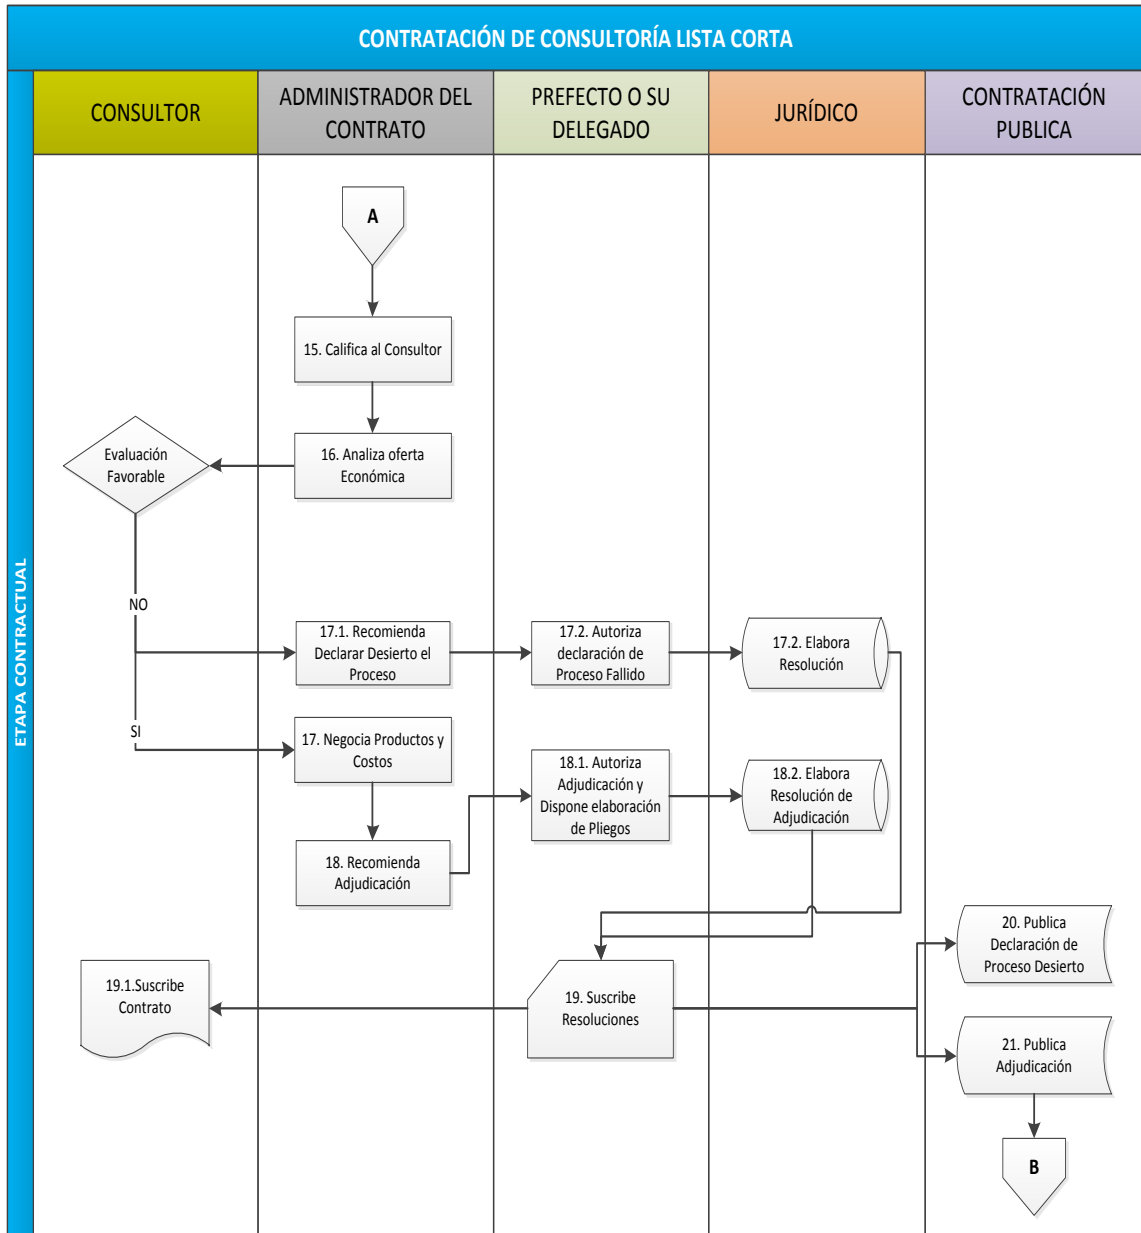 CONTRATACIÓN DE CONSULTORÍA LISTA CORTA
CONSULTOR
ADMINISTRADOR DEL
CONTRATO
PREFECTO O SU
DELEGADO
JURÍDICO
CONTRATACIÓN
PUBLICA
ETAPA CONTRACTUAL
A
15. Califica al Consultor
Evaluación
Favorable
16. Analiza oferta
Económica
NO
17.1. Recomienda
Declarar Desierto el
Proceso
17.2. Autoriza
declaración de
Proceso Fallido
17.2. Elabora
Resolución
SI
17. Negocia Productos y
Costos
18.1. Autoriza
Adjudicación y
Dispone elaboración
de Pliegos
18.2. Elabora
Resolución de
Adjudicación
18. Recomienda
Adjudicación
20. Publica
Declaración de
Proceso Desierto
19.1.Suscribe
Contrato
19. Suscribe
Resoluciones
21. Publica
Adjudicación
B